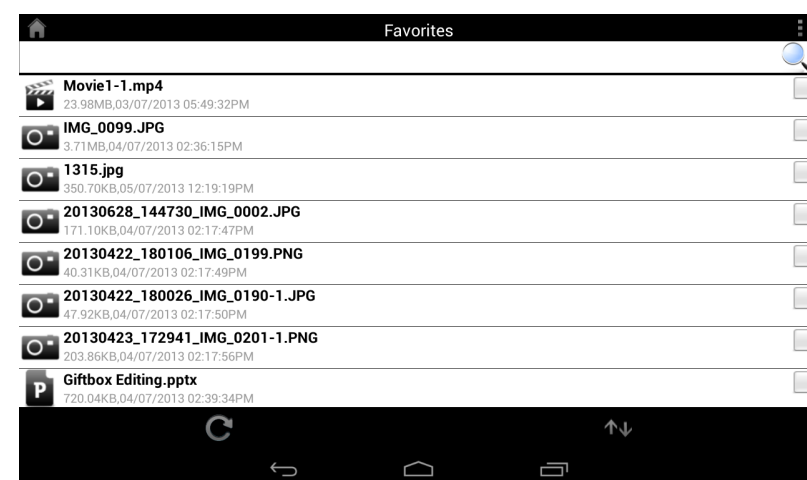 Favorites
Movie1-1.mp4
23.98MB,03/07/2013 05:49:32PM
IMG_0099.JPG
3.71MB,04/07/2013 02:36:15PM
1315.jpg
350.70KB,05/07/2013 12:19:19PM
20130628_144730_IMG_0002.JPG
171.10KB,04/07/2013 02:17:47PM
20130422_180106_IMG_0199.PNG
40.31KB,04/07/2013 02:17:49PM
20130422_180026_IMG_0190-1.JPG
47.92KB,04/07/2013 02:17:50PM
20130423_172941_IMG_0201-1.PNG
203.86KB,04/07/2013 02:17:56PM
P
Giftbox Editing.pptx
720.04KB,04/07/2013 02:39:34PM